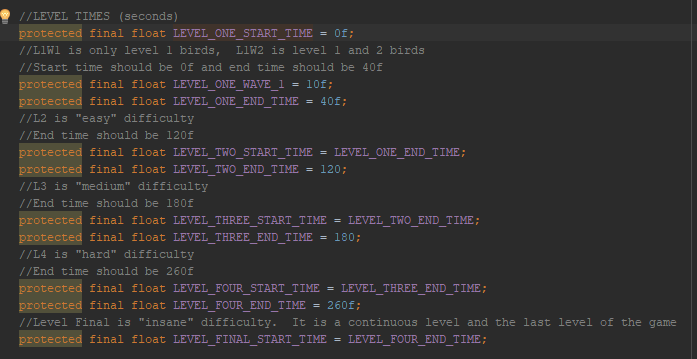 //LEVEL TIMES (seconds)
protected final float LEVEL_ONE_START_TIME = 0f;
//L1W1 is only level 1 birds,  L1W2 is level 1 and 2 birds
//Start time should be 0f and end time should be 40f
protected final float LEVEL_ONE_WAVE_1 = 10f;
protected final float LEVEL_ONE_END_TIME = 40f;
//L2 is "easy" difficulty
//End time should be 120f
protected final float LEVEL_TWO_START_TIME = LEVEL_ONE_END_TIME;
protected final float LEVEL_TWO_END_TIME = 120;
//L3 is "medium" difficulty
//End time should be 180f
protected final float LEVEL_THREE_START_TIME = LEVEL_TWO_END_TIME;
protected final float LEVEL_THREE_END_TIME = 180;
//L4 is "hard" difficulty
//End time should be 260f
protected final float LEVEL_FOUR_START_TIME = LEVEL_THREE_END_TIME;
protected final float LEVEL_FOUR_END_TIME = 260f;
//Level Final is "insane" difficulty.  It is a continuous level and the last level of the game
protected final float LEVEL_FINAL_START_TIME = LEVEL_FOUR_END_TIME;